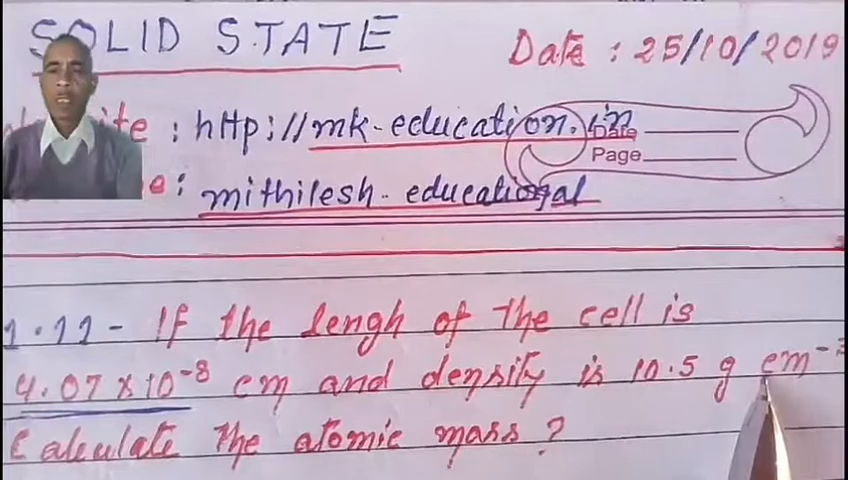 SOLID STATE
Date : 25/10/2019
: http://mk-education.in
Date
Page
: mithilesh-educational
1.11 - If the lengh of the cell is
4.07 × 10⁻⁸ cm and density is 10.5 g cm
Calculate the atomic mass ?